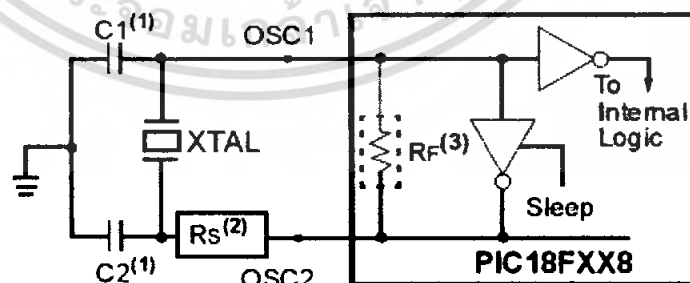 C1(1)
OSC1
To
Internal
Logic
XTAL
RF(3)
Sleep
RS(2)
C2(1)
OSC2
PIC18FXX8